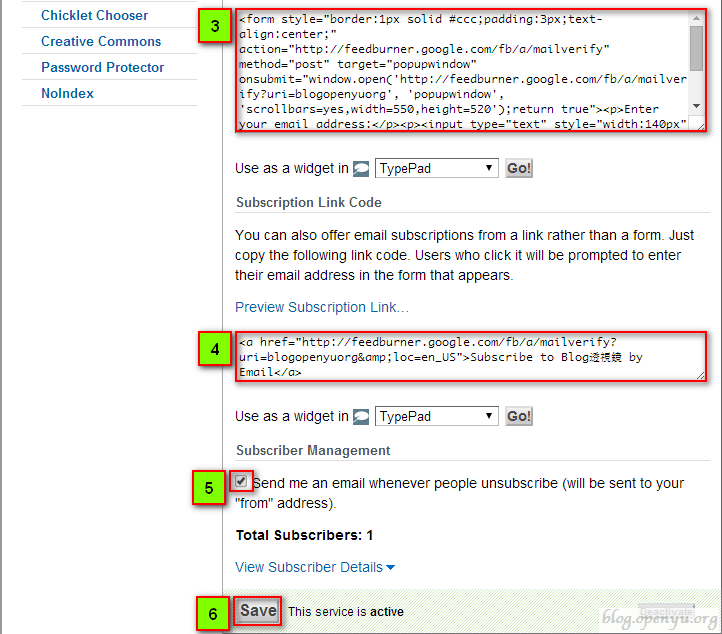 Chicklet Chooser
Creative Commons
Password Protector
NoIndex
3
<form style="border:1px solid #ccc;padding:3px;text-
align:center;"
action="http://feedburner.google.com/fb/a/mailverify"
method="post" target="popupwindow"
onsubmit="window.open('http://feedburner.google.com/fb/a/mailver
ify?uri=blogopenyuorg', 'popupwindow',
'scrollbars=yes,width=550,height=520');return true"><p>Enter
your email address:</p><p><input type="text" style="width:140px"
Use as a widget in TypePad Go!
Subscription Link Code
You can also offer email subscriptions from a link rather than a form. Just
copy the following link code. Users who click it will be prompted to enter
their email address in the form that appears.
Preview Subscription Link…
4
<a href="http://feedburner.google.com/fb/a/mailverify?
uri=blogopenyuorg&amp;loc=en_US">Subscribe to Blog透視鏡 by
Email</a>
Use as a widget in TypePad Go!
Subscriber Management
5
Send me an email whenever people unsubscribe (will be sent to your
"from" address).
Total Subscribers: 1
View Subscriber Details
6
Save This service is active
Deactivate
blog.openyu.org